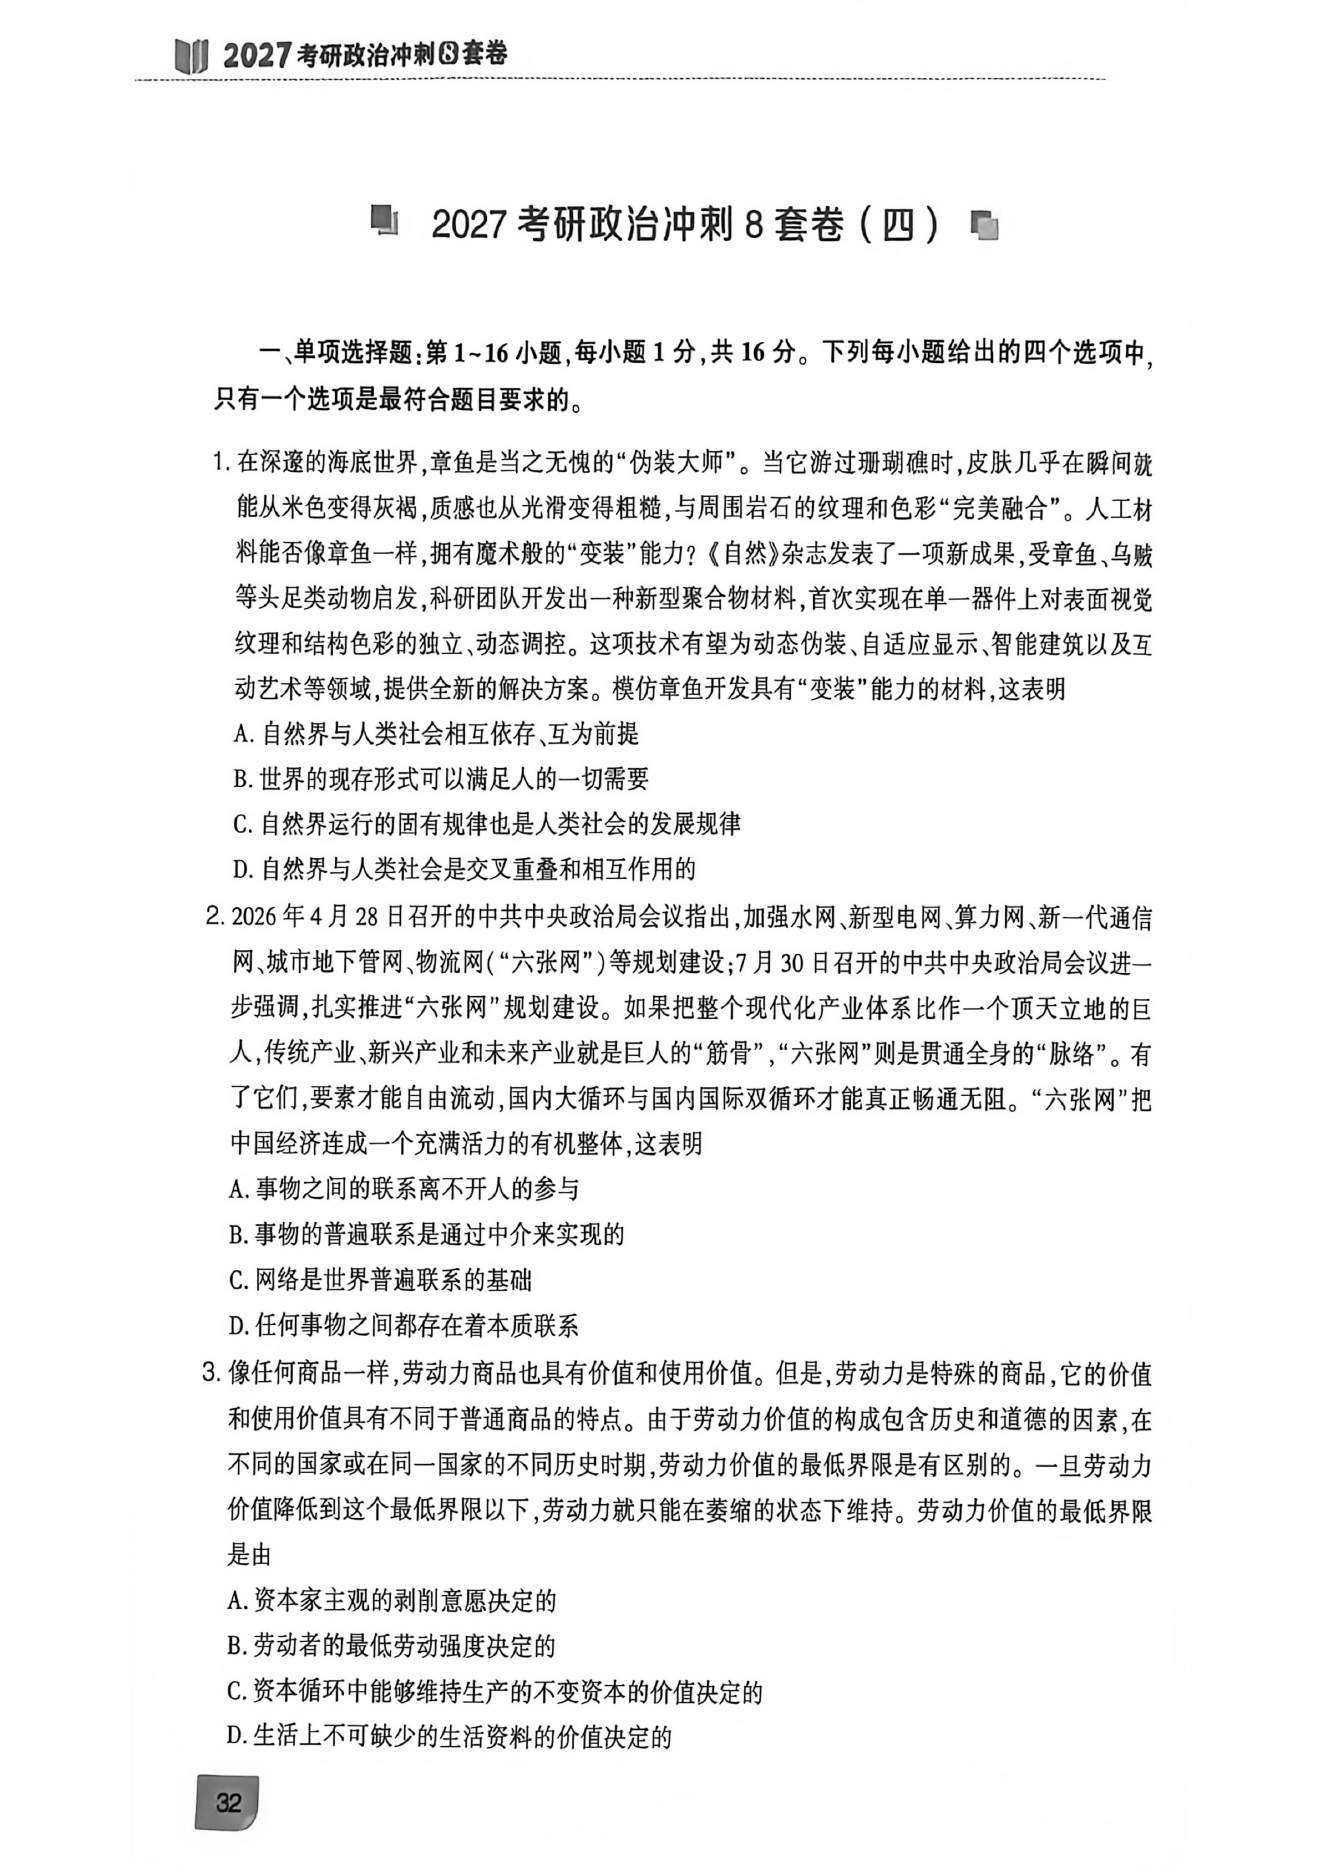 2027考研政治冲刺8套卷
2027 考研政治冲刺 8 套卷(四)
一、单项选择题:第 1~16 小题,每小题 1 分,共 16 分。下列每小题给出的四个选项中,
只有一个选项是最符合题目要求的。
1. 在深邃的海底世界,章鱼是当之无愧的“伪装大师”。当它游过珊瑚礁时,皮肤几乎在瞬间就
能从米色变得灰褐,质感也从光滑变得粗糙,与周围岩石的纹理和色彩“完美融合”。人工材
料能否像章鱼一样,拥有魔术般的“变装”能力?《自然》杂志发表了一项新成果,受章鱼、乌贼
等头足类动物启发,科研团队开发出一种新型聚合物材料,首次实现在单一器件上对表面视觉
纹理和结构色彩的独立、动态调控。这项技术有望为动态伪装、自适应显示、智能建筑以及互
动艺术等领域,提供全新的解决方案。模仿章鱼开发具有“变装”能力的材料,这表明
A. 自然界与人类社会相互依存、互为前提
B. 世界的现存形式可以满足人的一切需要
C. 自然界运行的固有规律也是人类社会的发展规律
D. 自然界与人类社会是交叉重叠和相互作用的
2. 2026 年 4 月 28 日召开的中共中央政治局会议指出,加强水网、新型电网、算力网、新一代通信
网、城市地下管网、物流网(“六张网”)等规划建设;7 月 30 日召开的中共中央政治局会议进一
步强调,扎实推进“六张网”规划建设。如果把整个现代化产业体系比作一个顶天立地的巨
人,传统产业、新兴产业和未来产业就是巨人的“筋骨”,“六张网”则是贯通全身的“脉络”。有
了它们,要素才能自由流动,国内大循环与国内国际双循环才能真正畅通无阻。“六张网”把
中国经济连成一个充满活力的有机整体,这表明
A. 事物之间的联系离不开人的参与
B. 事物的普遍联系是通过中介来实现的
C. 网络是世界普遍联系的基础
D. 任何事物之间都存在着本质联系
3. 像任何商品一样,劳动力商品也具有价值和使用价值。但是,劳动力是特殊的商品,它的价值
和使用价值具有不同于普通商品的特点。由于劳动力价值的构成包含历史和道德的因素,在
不同的国家或在同一国家的不同历史时期,劳动力价值的最低界限是有区别的。一旦劳动力
价值降低到这个最低界限以下,劳动力就只能在萎缩的状态下维持。劳动力价值的最低界限
是由
A. 资本家主观的剥削意愿决定的
B. 劳动者的最低劳动强度决定的
C. 资本循环中能够维持生产的不变资本的价值决定的
D. 生活上不可缺少的生活资料的价值决定的
32